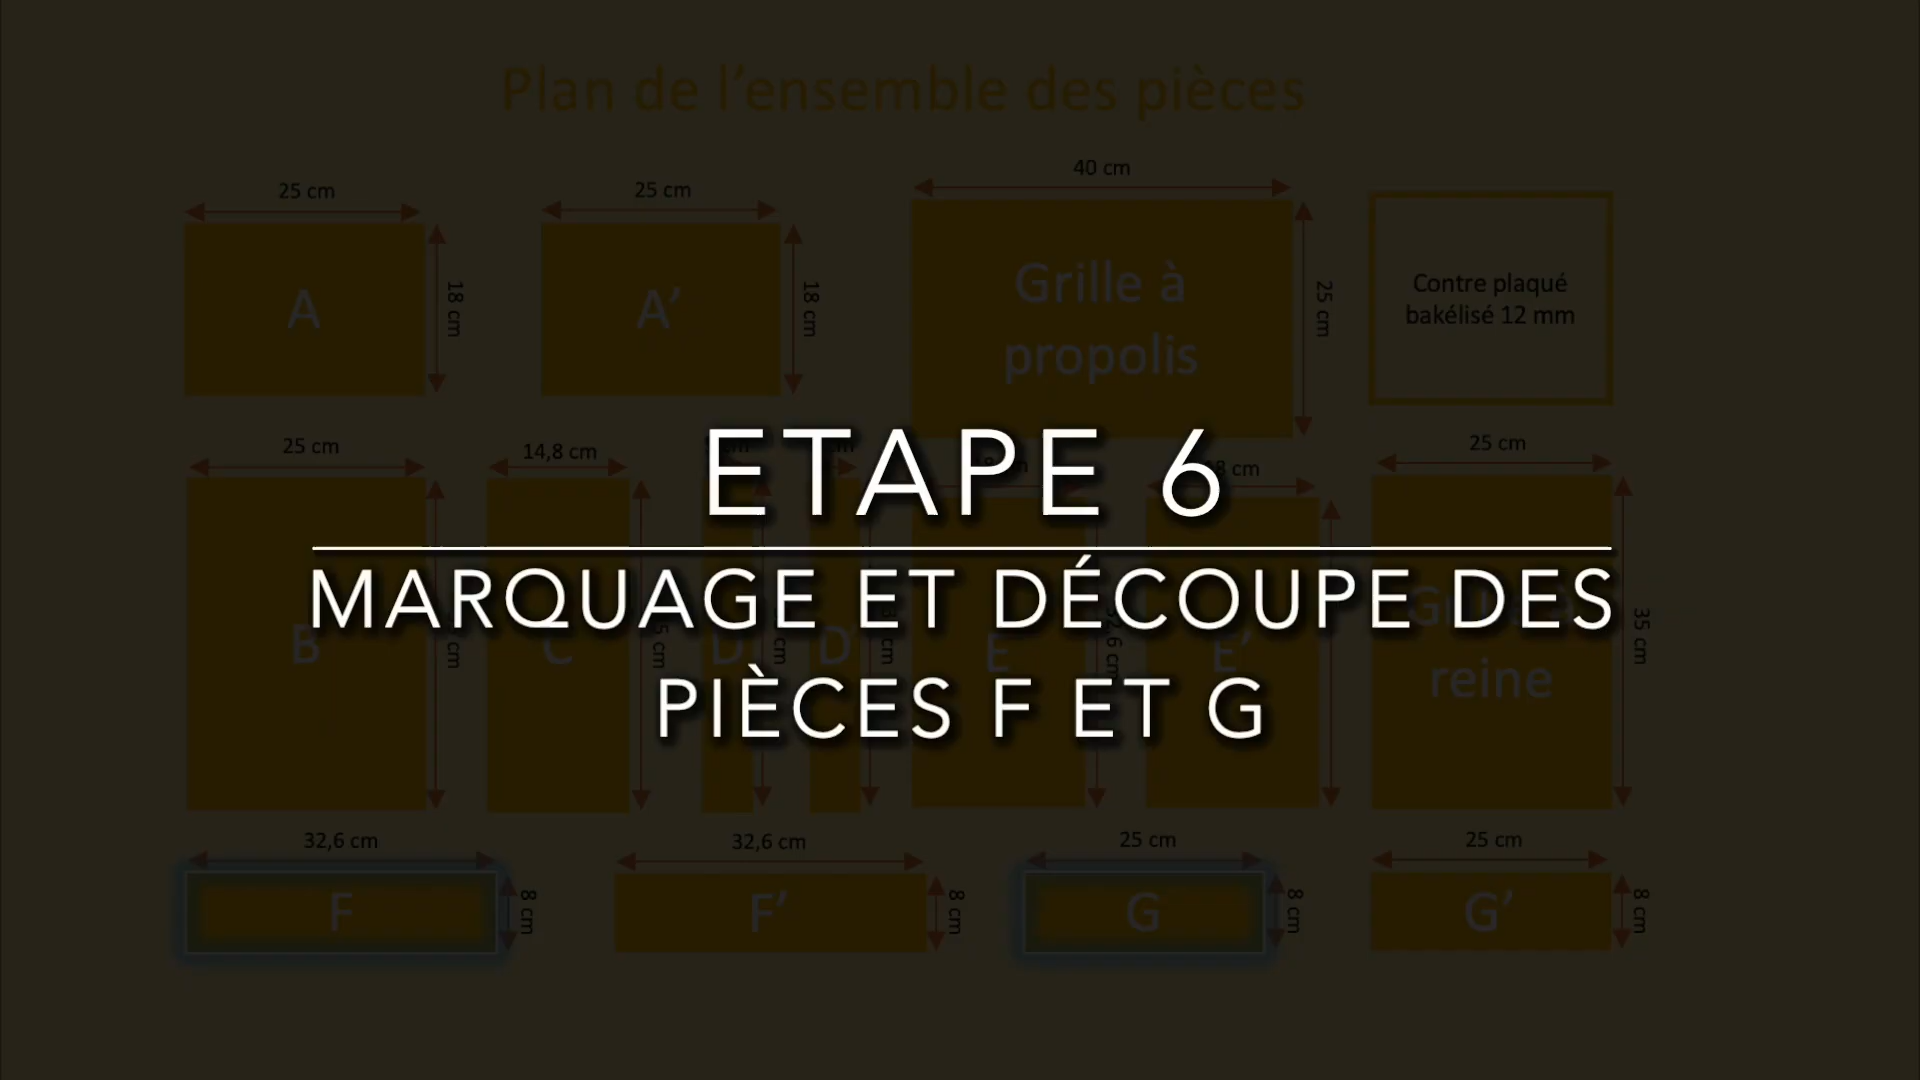 Plan de l'ensemble des pièces
40 cm
25 cm
25 cm
A
18 cm
A'
18 cm
Grille à
propolis
25 cm
Contre plaqué
bakélisé 12 mm
25 cm
14,8 cm
25 cm
ETAPE 6
MARQUAGE ET DÉCOUPE DES
PIÈCES F ET G
B
C
D
D
E
E'
reine
35 cm
32,6 cm
32,6 cm
25 cm
25 cm
F
8 cm
F'
8 cm
G
8 cm
G'
8 cm